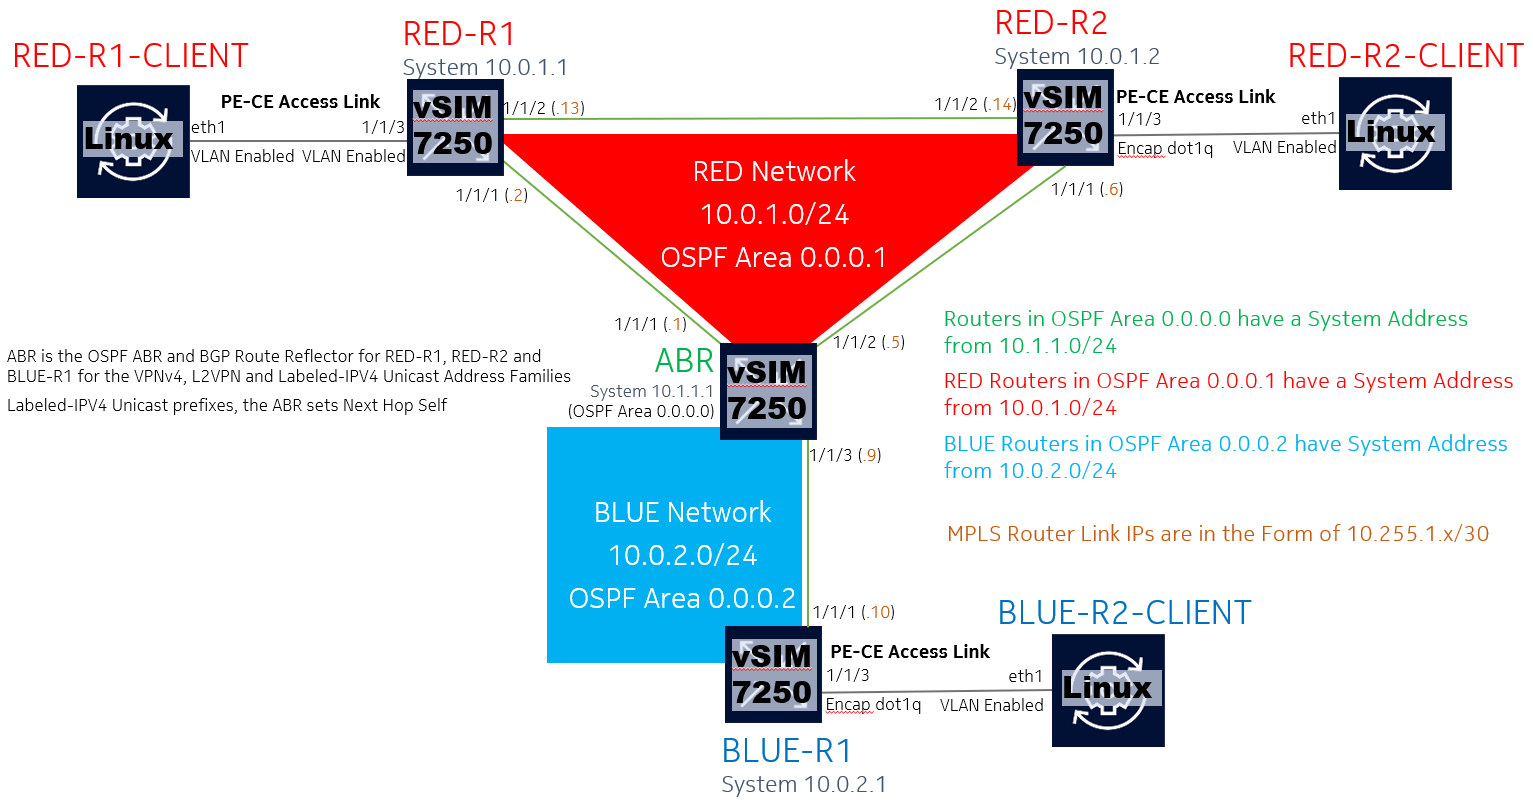 RED-R1
RED-R2
RED-R1-CLIENT
System 10.0.1.1
System 10.0.1.2
RED-R2-CLIENT
PE-CE Access Link
vSIM
7250
1/1/2 (.13)
1/1/2 (.14)
vSIM
7250
PE-CE Access Link
Linux
eth1
1/1/3
1/1/3
eth1
Linux
VLAN Enabled
VLAN Enabled
Encap dot1q
VLAN Enabled
1/1/1 (.2)
1/1/1 (.6)
RED Network
10.0.1.0/24
OSPF Area 0.0.0.1
1/1/1 (.1)
1/1/2 (.5)
ABR
System 10.1.1.1
(OSPF Area 0.0.0.0)
vSIM
7250
ABR is the OSPF ABR and BGP Route Reflector for RED-R1, RED-R2 and
BLUE-R1 for the VPNv4, L2VPN and Labeled-IPV4 Unicast Address Families
Labeled-IPV4 Unicast prefixes, the ABR sets Next Hop Self
Routers in OSPF Area 0.0.0.0 have a System Address
from 10.1.1.0/24
RED Routers in OSPF Area 0.0.0.1 have a System Address
from 10.0.1.0/24
BLUE Routers in OSPF Area 0.0.0.2 have System Address
from 10.0.2.0/24
MPLS Router Link IPs are in the Form of 10.255.1.x/30
1/1/3 (.9)
BLUE Network
10.0.2.0/24
OSPF Area 0.0.0.2
1/1/1 (.10)
BLUE-R2-CLIENT
vSIM
7250
PE-CE Access Link
1/1/3
eth1
Linux
Encap dot1q
VLAN Enabled
BLUE-R1
System 10.0.2.1